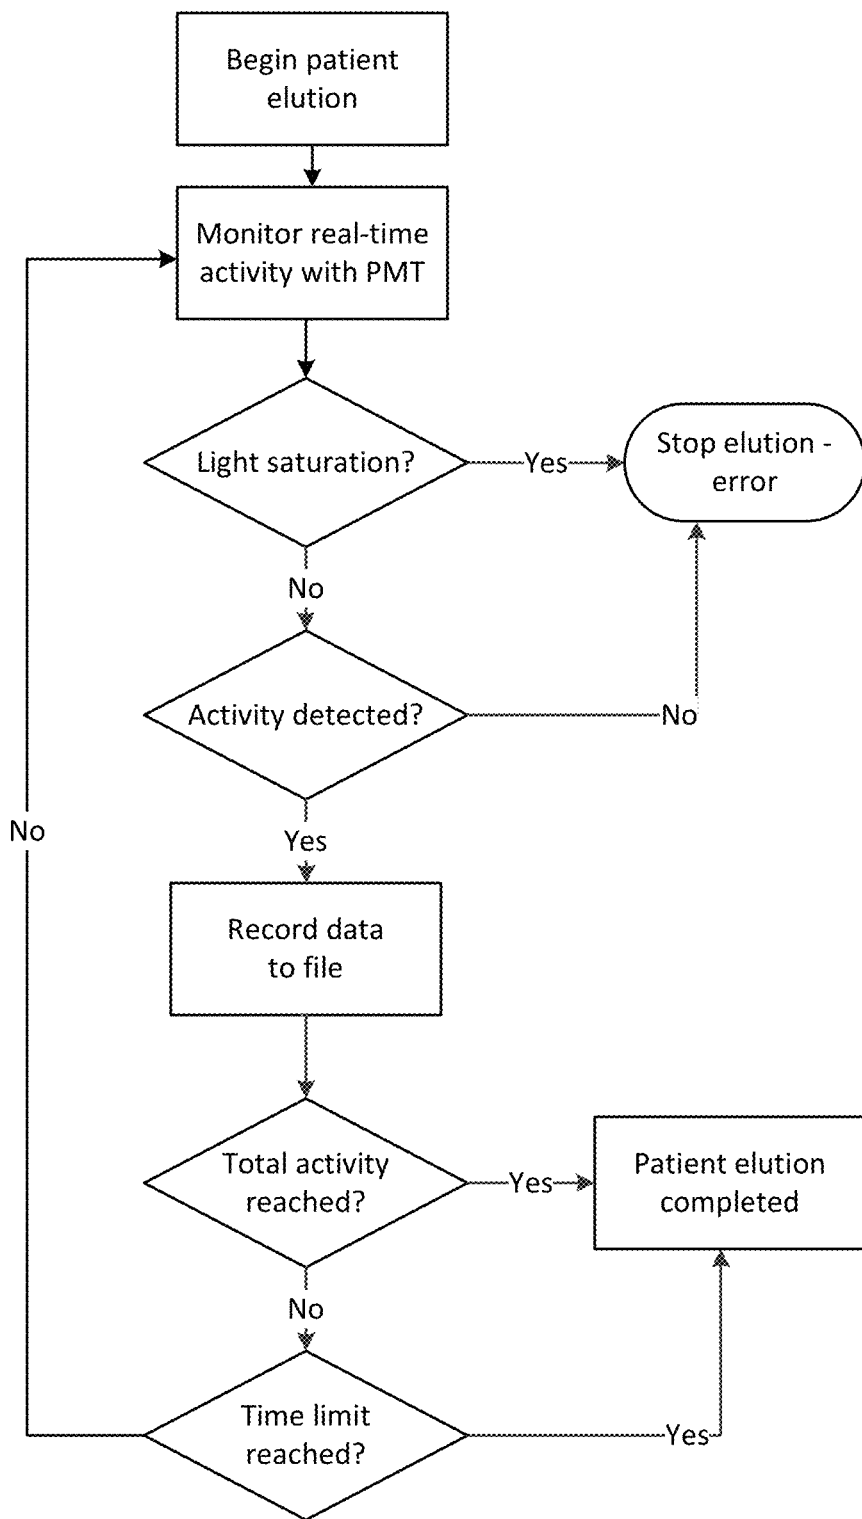 Begin patient
elution
Monitor real-time
activity with PMT
Light saturation?
Yes
Stop elution -
error
No
Activity detected?
No
Yes
No
Record data
to file
Total activity
reached?
Yes
Patient elution
completed
No
Time limit
reached?
Yes